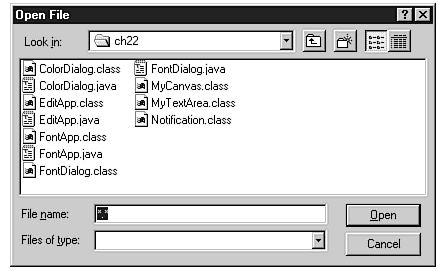 Open File
Look in: ch22
ColorDialog.class
ColorDialog.java
EditApp.class
EditApp.java
FontApp.class
FontApp.java
FontDialog.class
FontDialog.java
MyCanvas.class
MyTextArea.class
Notification.class
File name: *.*
Open
Files of type:
Cancel